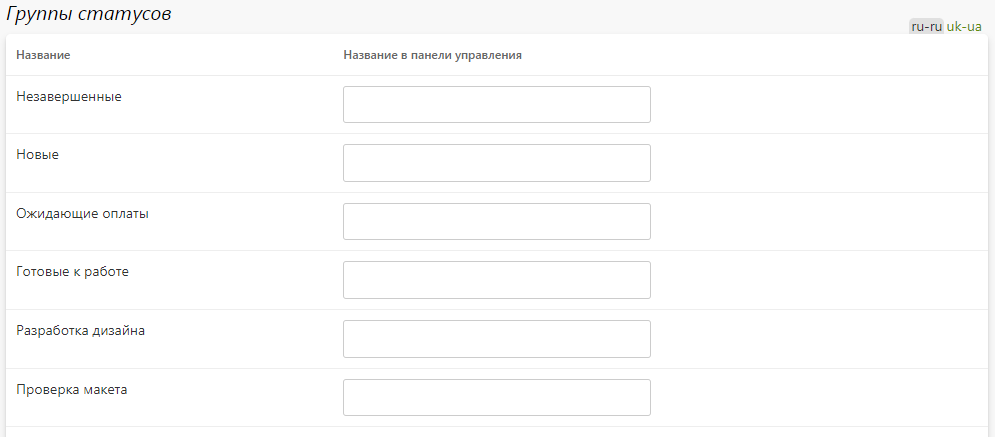 Группы статусов
ru-ru uk-ua
Название Название в панели управления
Незавершенные
Новые
Ожидающие оплаты
Готовые к работе
Разработка дизайна
Проверка макета